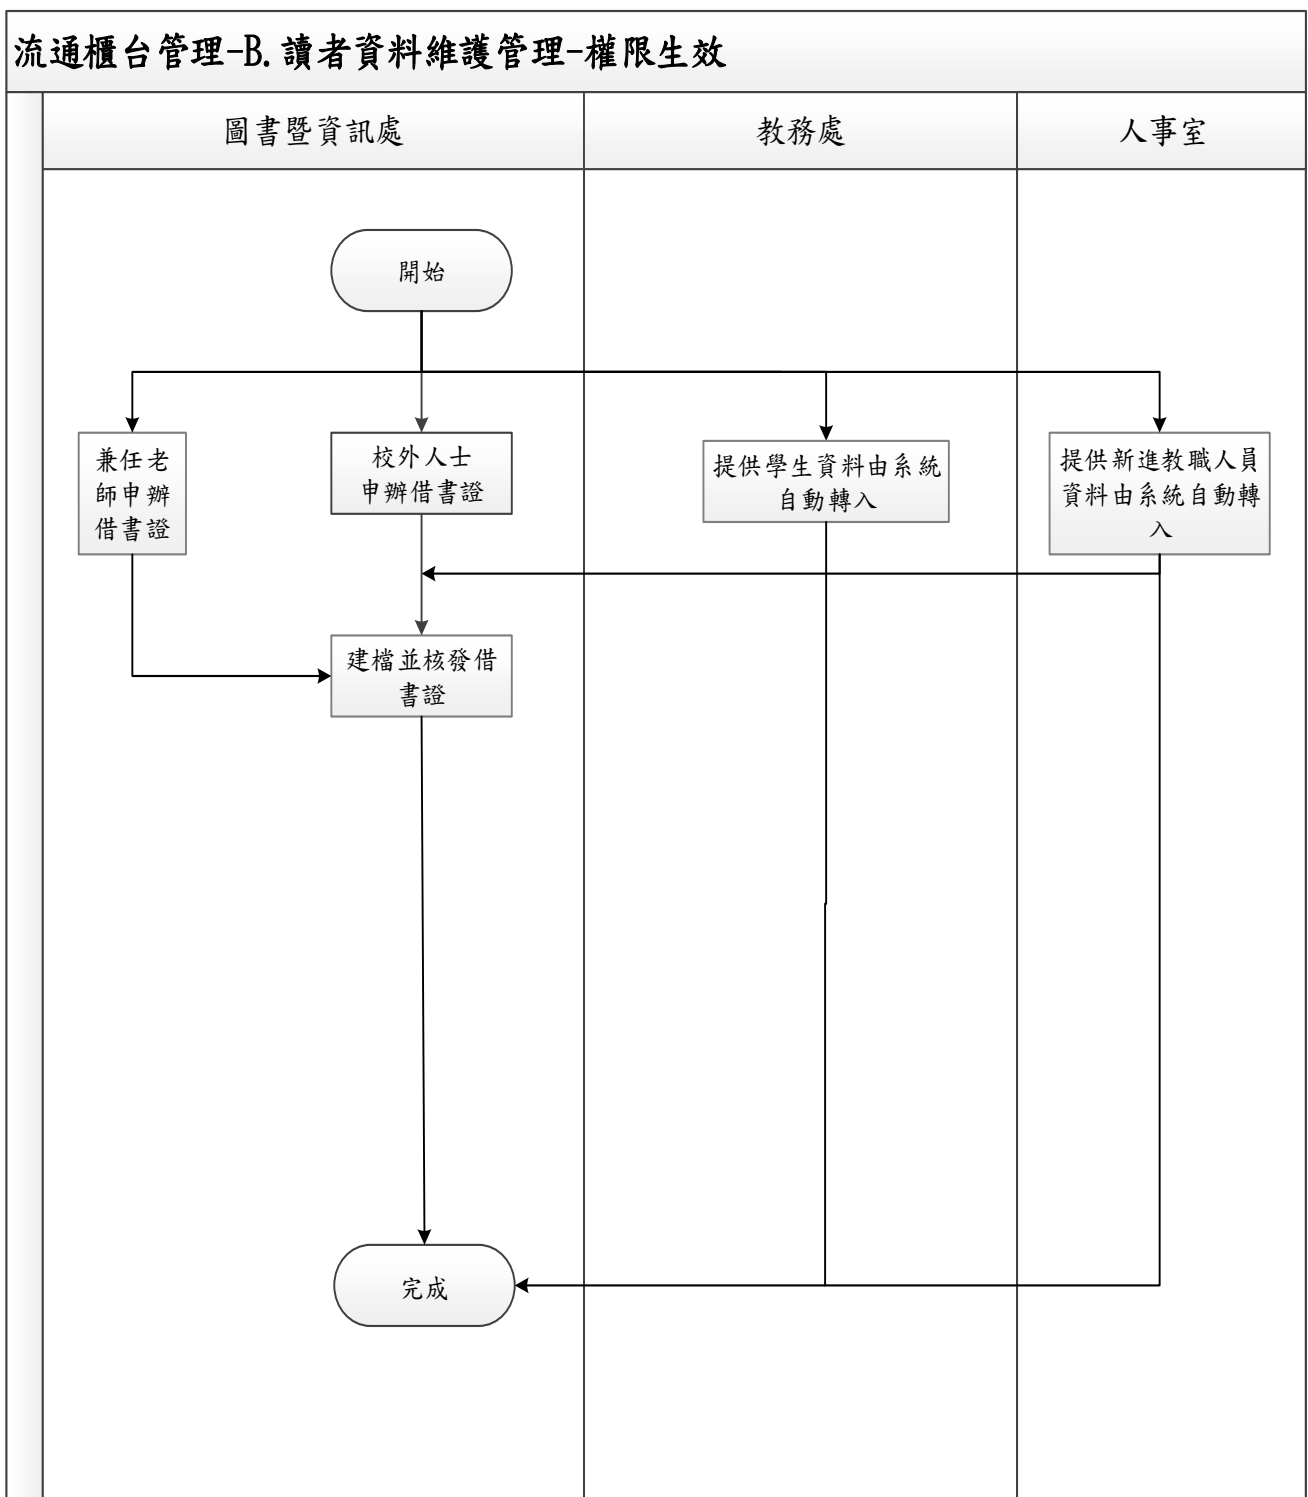 流通櫃台管理-B.讀者資料維護管理-權限生效
圖書暨資訊處
教務處
人事室
開始
兼任老
師申辦
借書證
校外人士
申辦借書證
提供學生資料由系統
自動轉入
提供新進教職人員
資料由系統自動轉
入
建檔並核發借
書證
完成